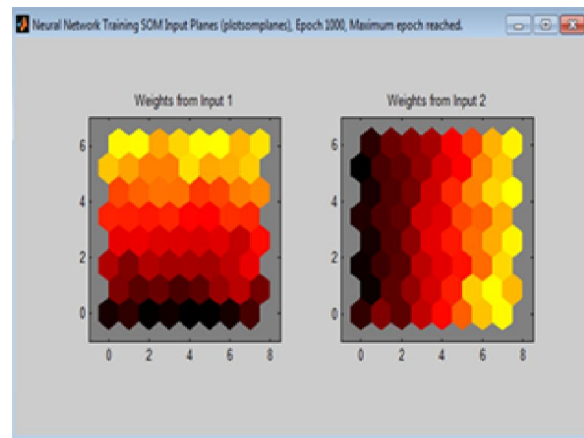 Neural Network Training SOM Input Planes (plotsomplanes), Epoch 1000, Maximum epoch reached.
Weights from Input 1
Weights from Input 2
6
4
2
0
0 2 4 6 8
6
4
2
0
0 2 4 6 8